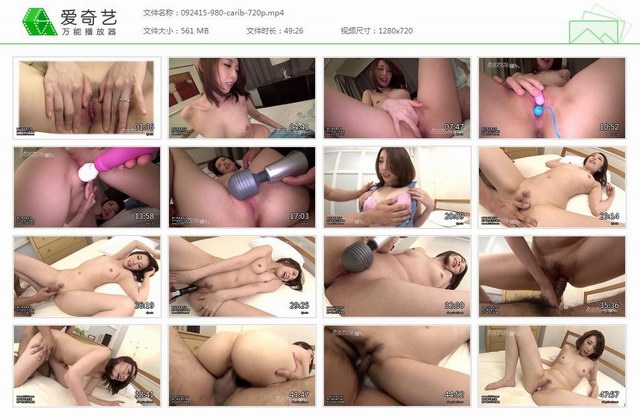 爱奇艺
万能播放器
文件名称：092415-980-carib-720p.mp4
文件大小：561 MB 文件时长：49:26 视频尺寸：1280x720
01:36 04:41 07:47 10:52
13:58 17:03 20:09 23:14
26:19 29:25 32:30 35:36
38:41 41:47 44:52 47:57